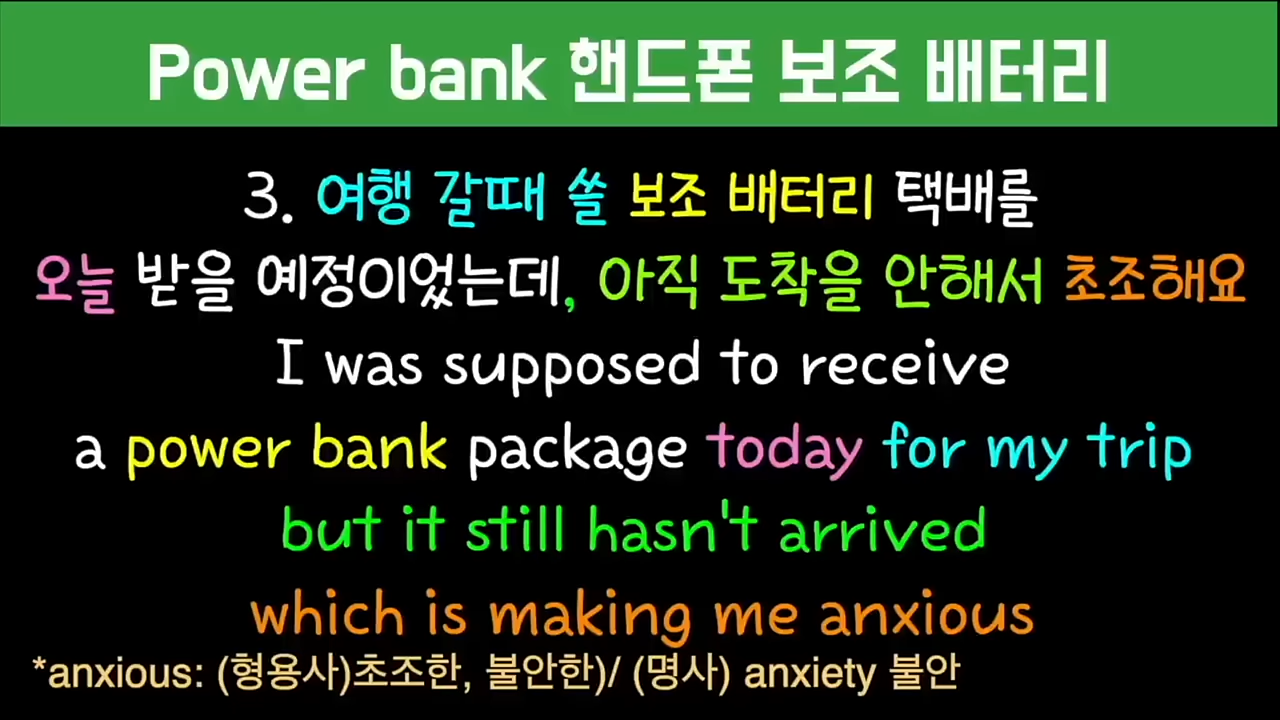 Power bank 핸드폰 보조 배터리
3. 여행 갈때 쓸 보조 배터리 택배를
오늘 받을 예정이었는데, 아직 도착을 안해서 초조해요
I was supposed to receive
a power bank package today for my trip
but it still hasn't arrived
which is making me anxious
*anxious: (형용사)초조한, 불안한)/ (명사) anxiety 불안